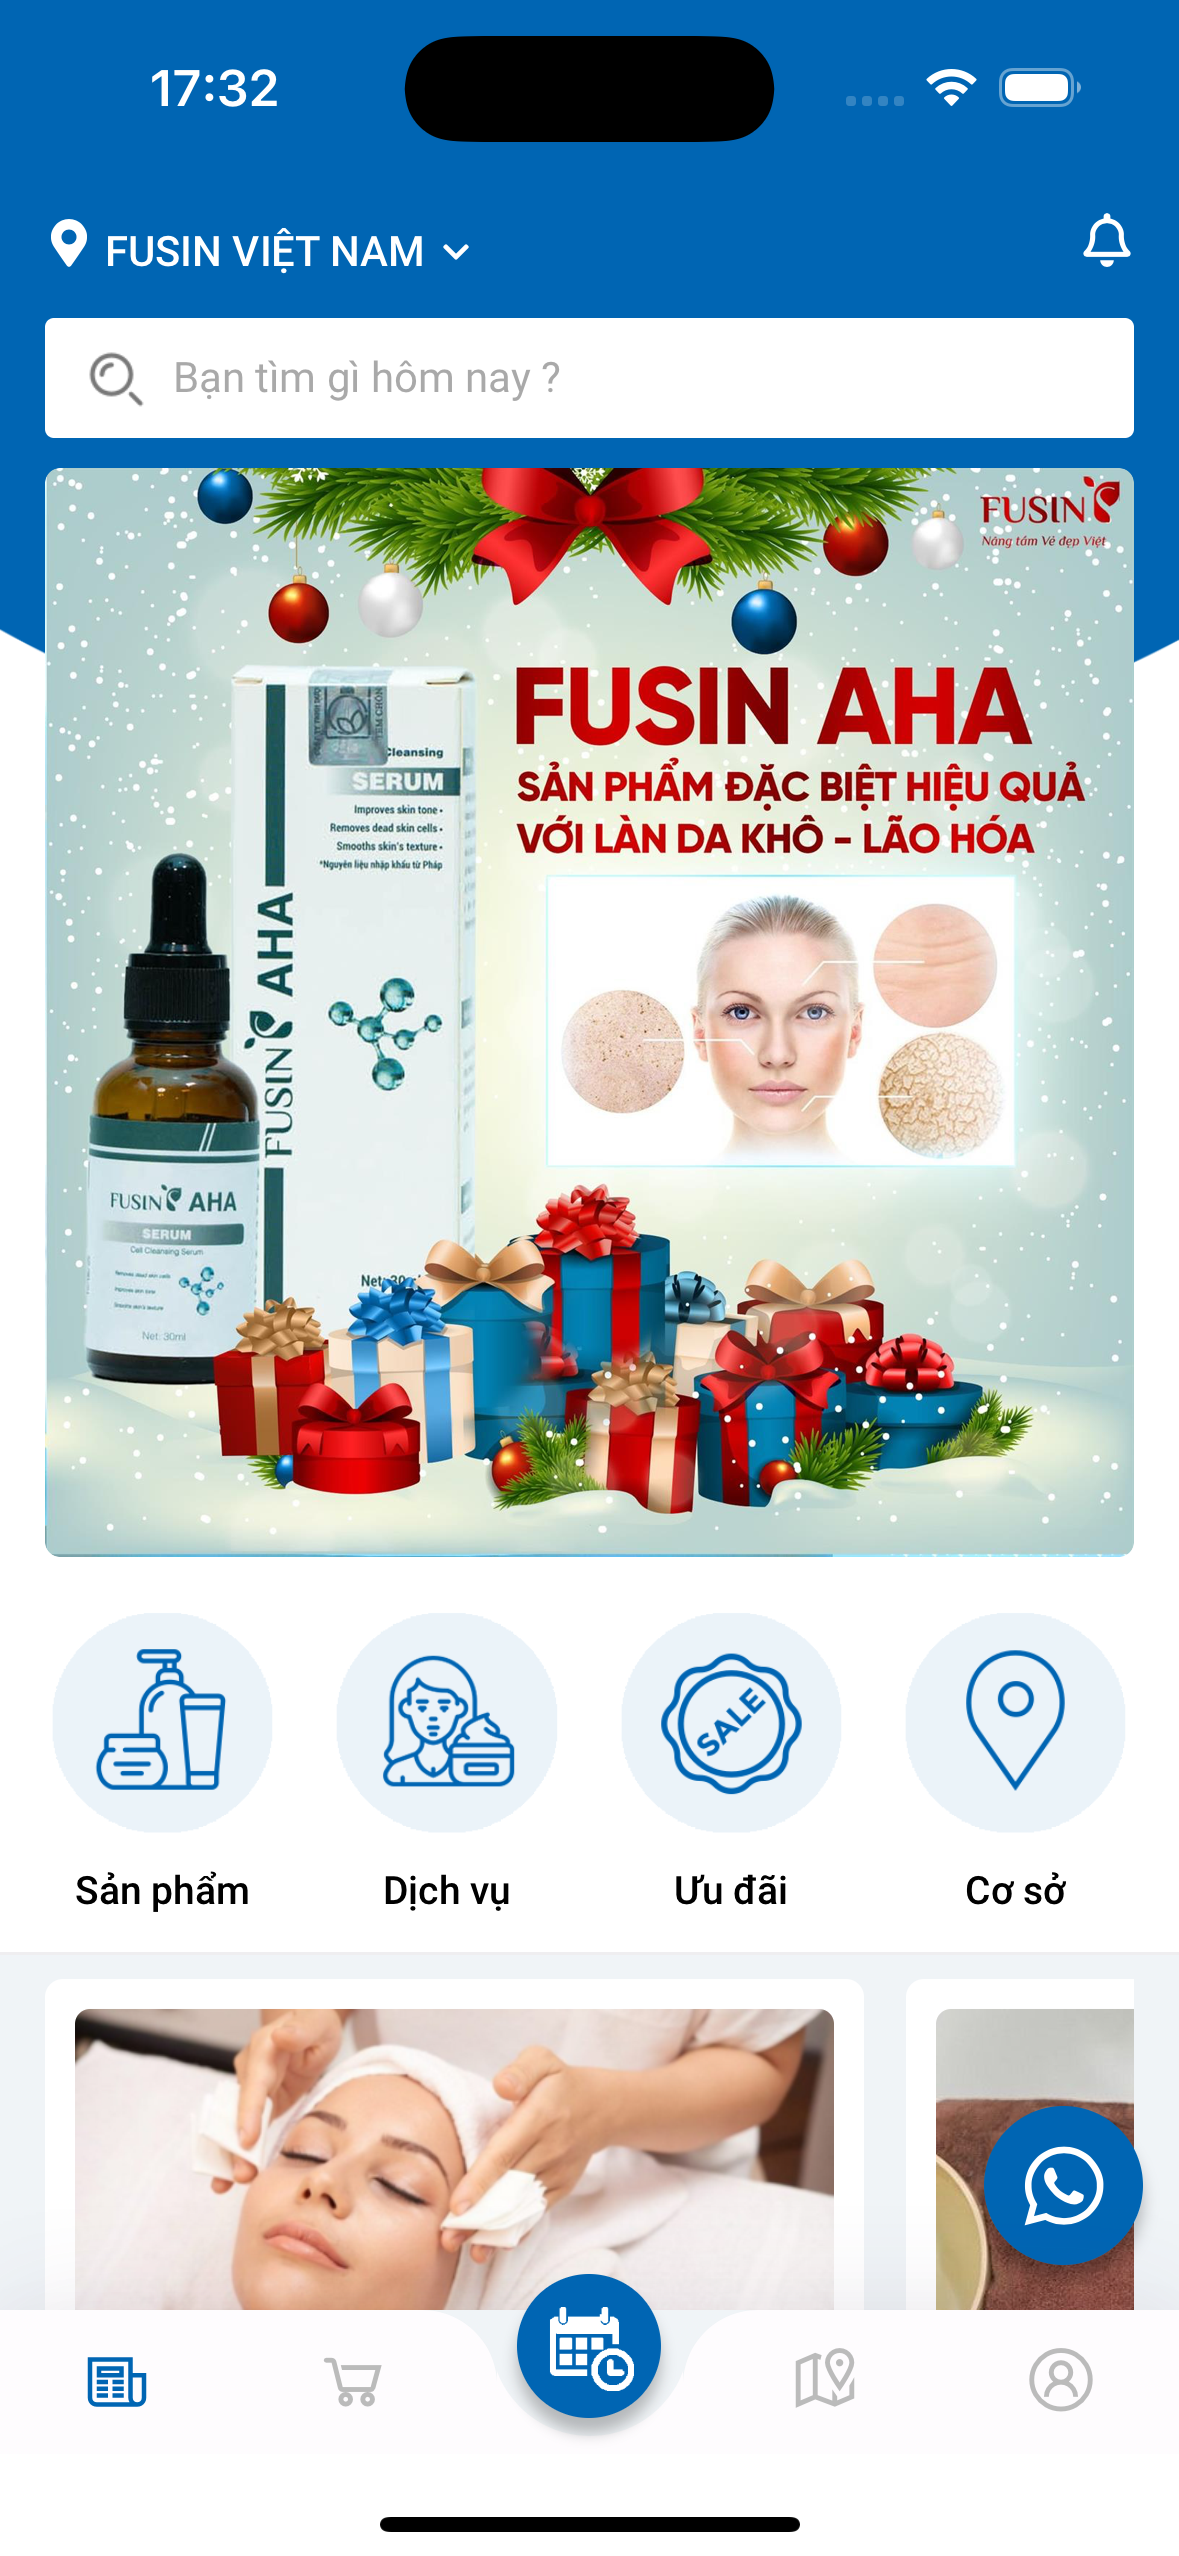 17:32
FUSIN VIỆT NAM
Bạn tìm gì hôm nay ?
FUSIN
Nâng tầm Vẻ đẹp Việt
FUSIN AHA
SẢN PHẨM ĐẶC BIỆT HIỆU QUẢ
VỚI LÀN DA KHÔ - LÃO HÓA
Cleansing
SERUM
Improves skin tone •
Removes dead skin cells •
Smooths skin's texture •
*Nguyên liệu nhập khẩu từ Pháp
FUSIN AHA
FUSIN AHA
SERUM
Cell Cleansing Serum
Removes dead skin cells
Improves skin tone
Smooths skin's texture
Net: 30ml
Net: 30
SALE
Sản phẩm
Dịch vụ
Ưu đãi
Cơ sở